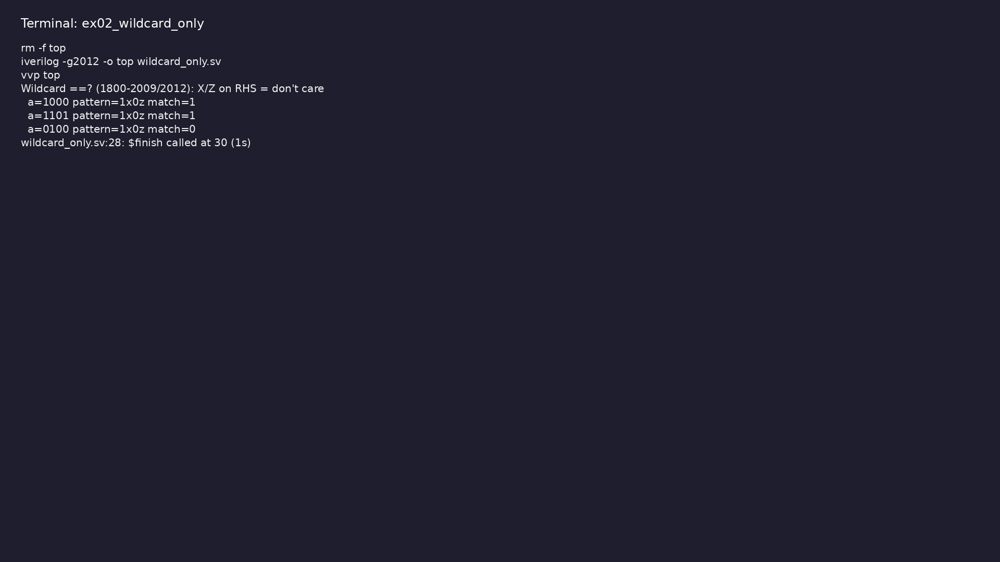 Terminal: ex02_wildcard_only
rm -f top
iverilog -g2012 -o top wildcard_only.sv
vvp top
Wildcard ==? (1800-2009/2012): X/Z on RHS = don't care
  a=1000 pattern=1x0z match=1
  a=1101 pattern=1x0z match=1
  a=0100 pattern=1x0z match=0
wildcard_only.sv:28: $finish called at 30 (1s)